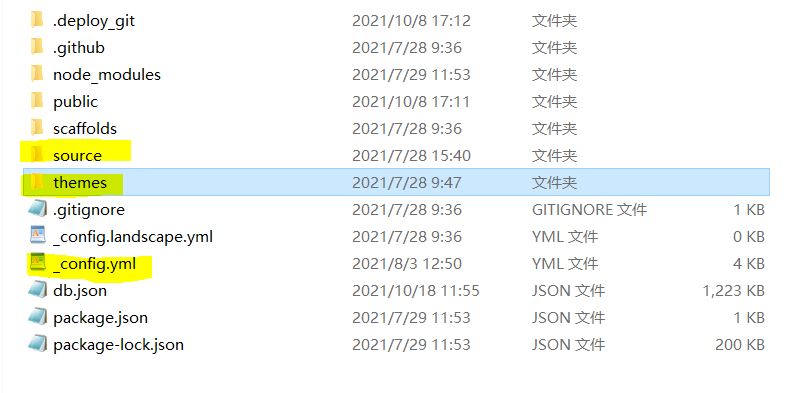 .deploy_git 2021/10/8 17:12 文件夹
.github 2021/7/28 9:36 文件夹
node_modules 2021/7/29 11:53 文件夹
public 2021/10/8 17:11 文件夹
scaffolds 2021/7/28 9:36 文件夹
source 2021/7/28 15:40 文件夹
themes 2021/7/28 9:47 文件夹
.gitignore 2021/7/28 9:36 GITIGNORE 文件 1 KB
_config.landscape.yml 2021/7/28 9:36 YML 文件 0 KB
_config.yml 2021/8/3 12:50 YML 文件 4 KB
db.json 2021/10/18 11:55 JSON 文件 1,223 KB
package.json 2021/7/29 11:53 JSON 文件 1 KB
package-lock.json 2021/7/29 11:53 JSON 文件 200 KB